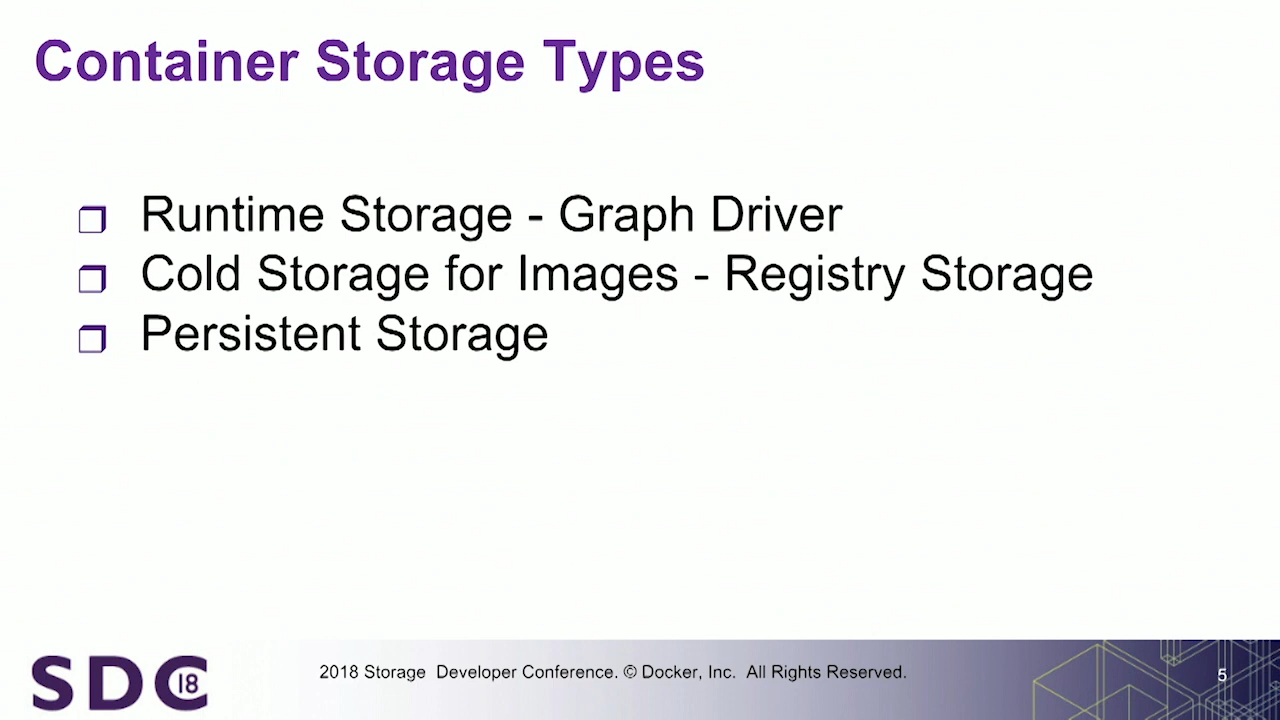 Container Storage Types
Runtime Storage - Graph Driver
Cold Storage for Images - Registry Storage
Persistent Storage
SDC 18
2018 Storage  Developer Conference. © Docker, Inc.  All Rights Reserved.
5